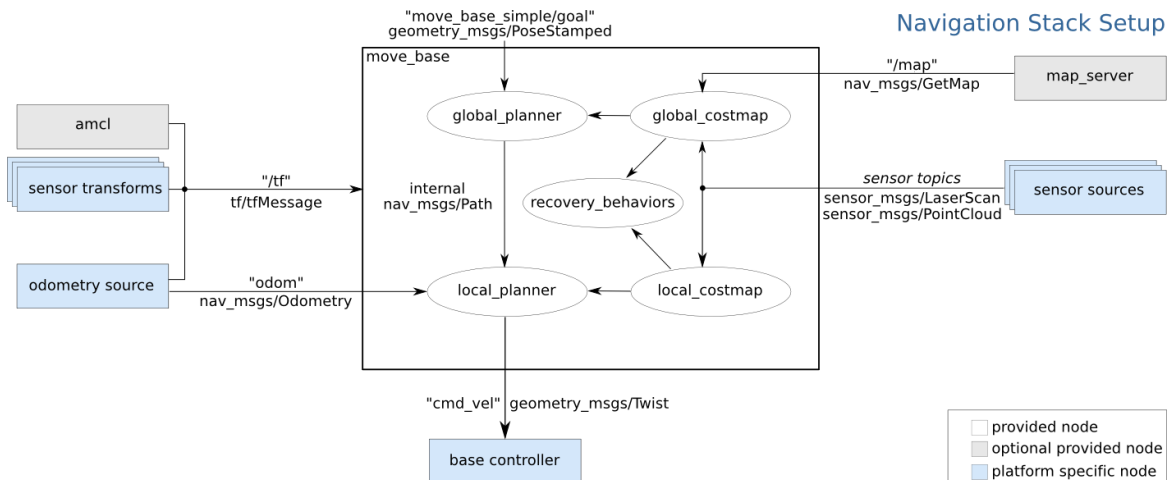 "move_base_simple/goal"
geometry_msgs/PoseStamped
Navigation Stack Setup
move_base
"/map"
nav_msgs/GetMap
map_server
amcl
global_planner
global_costmap
sensor transforms
"/tf"
tf/tfMessage
internal
nav_msgs/Path
recovery_behaviors
sensor topics
sensor_msgs/LaserScan
sensor_msgs/PointCloud
sensor sources
odometry source
"odom"
nav_msgs/Odometry
local_planner
local_costmap
"cmd_vel"
geometry_msgs/Twist
base controller
provided node
optional provided node
platform specific node